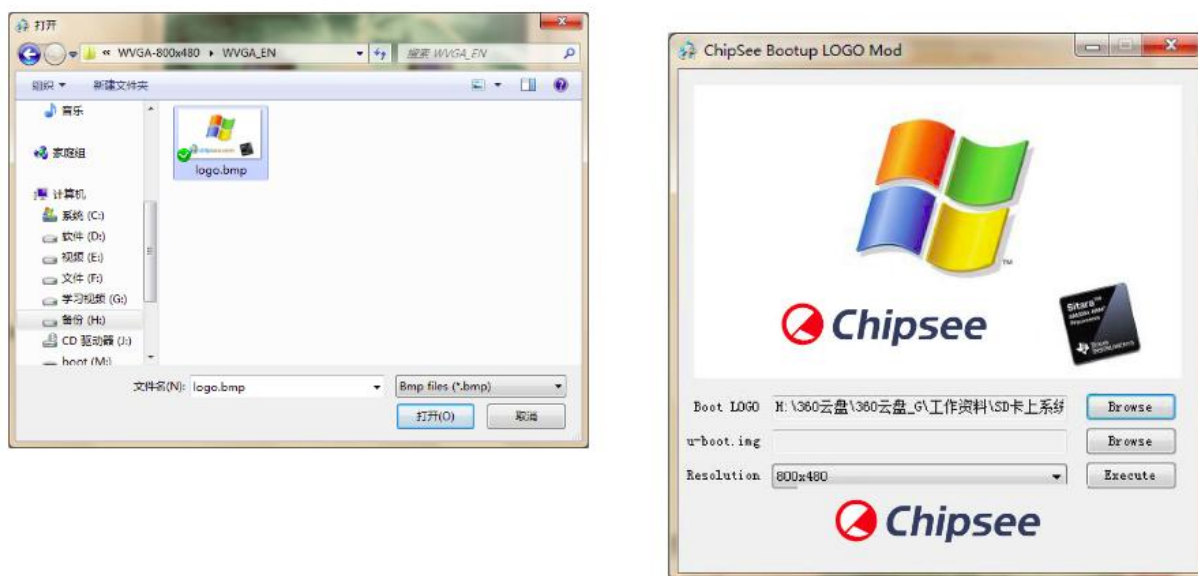 打开
« WVGA-800x480 ▸ WVGA_EN
搜索 WVGA_EN
组织 ▼ 新建文件夹
音乐
家庭组
计算机
系统 (C:)
软件 (D:)
视频 (E:)
文件 (F:)
学习视频 (G:)
备份 (H:)
CD 驱动器 (J:)
boot (M:)
logo.bmp
文件名(N): logo.bmp
Bmp files (*.bmp)
打开(O) 取消
ChipSee Bootup LOGO Mod
TM
Chipsee
Sitara™
Texas Instruments
Boot LOGO H:\360云盘\360云盘_G\工作资料\SD卡上系统 Browse
u-boot.img Browse
Resolution 800x480 Execute
Chipsee